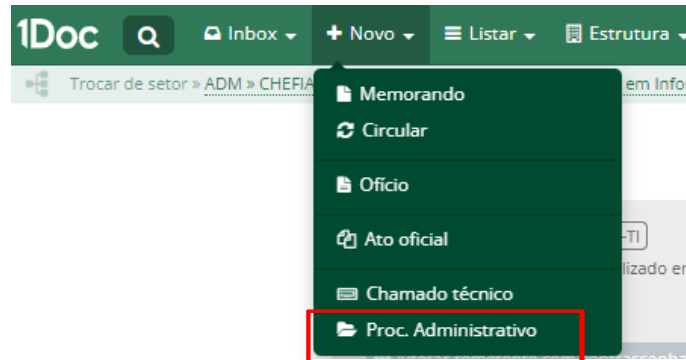 1Doc Inbox Novo Listar Estrutura
Trocar de setor » ADM » CHEFIA em Info
Memorando
Circular
Ofício
Ato oficial
-TI
Chamado técnico
Proc. Administrativo